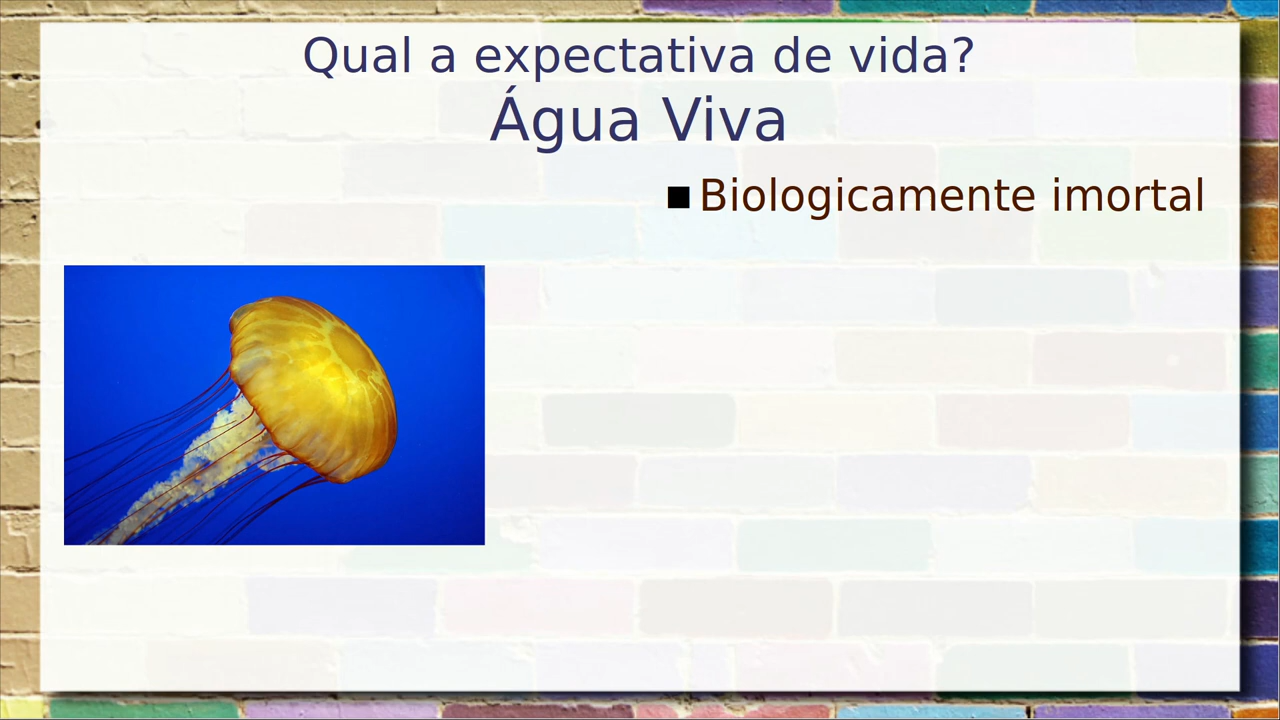 Qual a expectativa de vida?
Água Viva
■ Biologicamente imortal